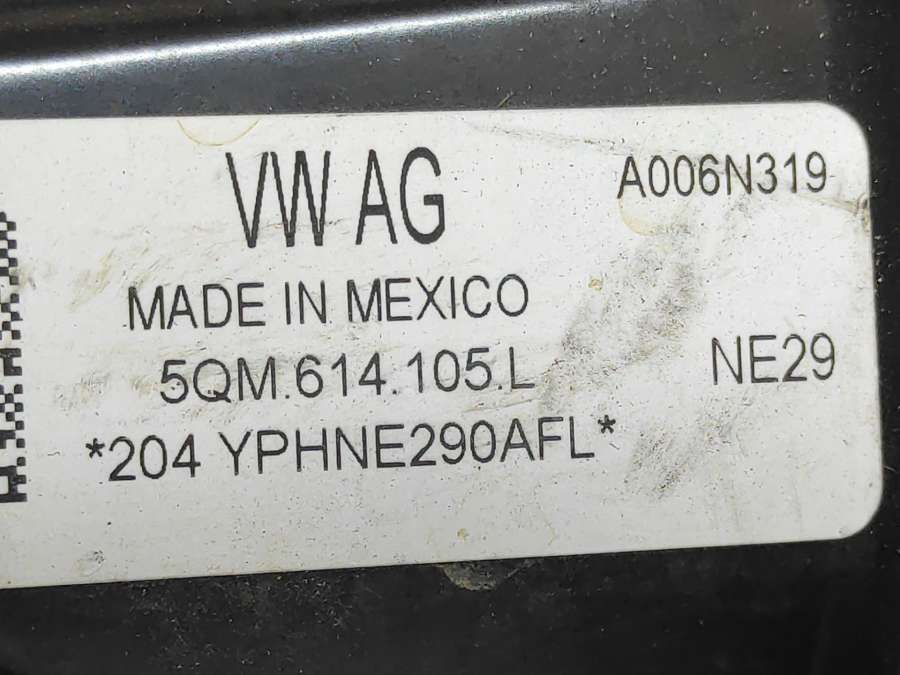 VW AG
A006N319
MADE IN MEXICO
5QM.614.105.L
NE29
*204 YPHNE290AFL*